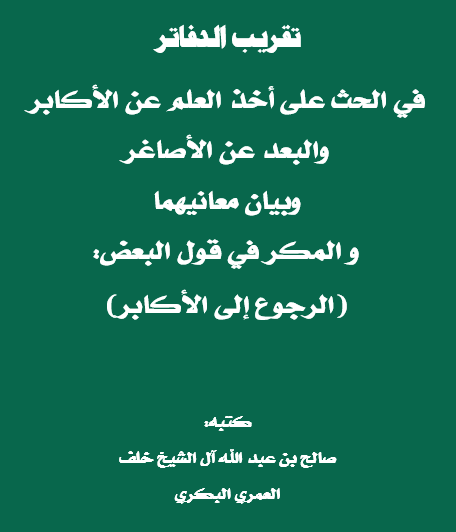 تقريب الدفاتر
في الحث على أخذ العلم عن الأكابر
والبعد عن الأصاغر
وبيان معانيهما
و المكر في قول البعض:
(الرجوع إلى الأكابر)
كتبه:
صالح بن عبد الله آل الشيخ خلف
العمري البكري